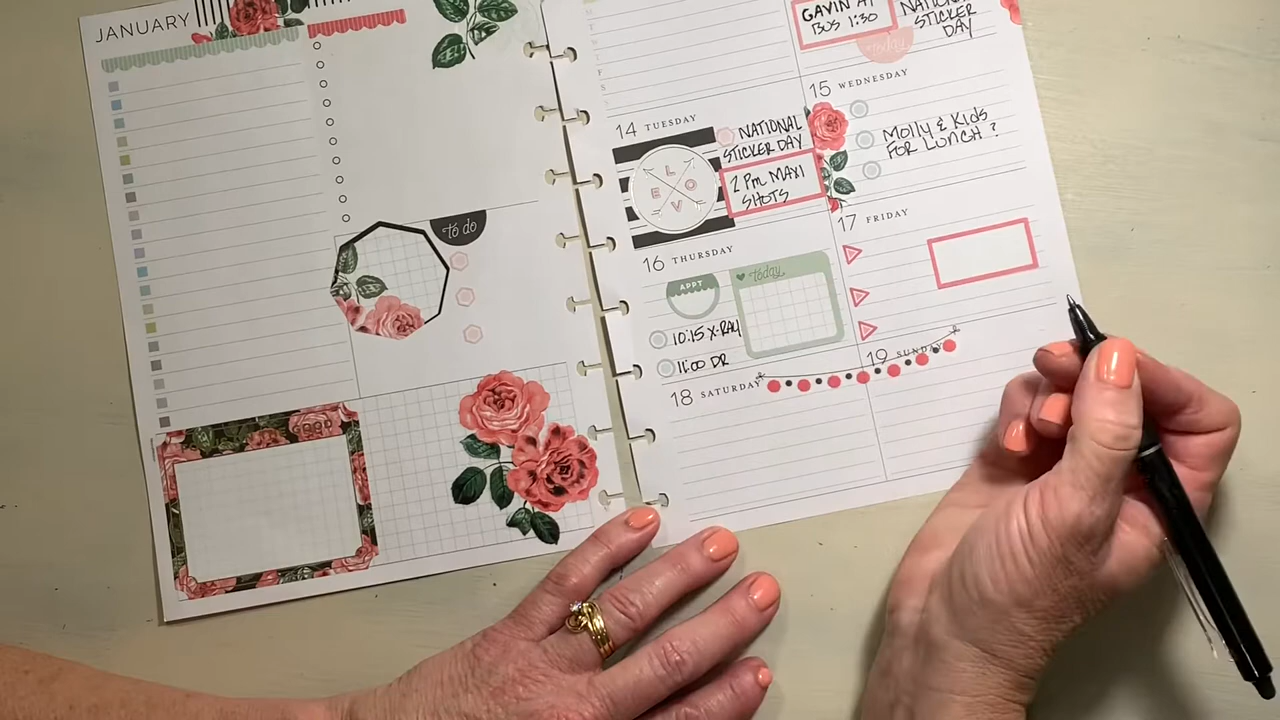 JANUARY
to do
GOOD
GAVIN AT
BUS 1:30
NATIONAL
STICKER
DAY
14 TUESDAY
L
E O
V
NATIONAL
STICKER DAY
2 Pm MAXI
SHOTS
15 WEDNESDAY
MOLLY & KIDS
FOR LUNCH?
16 THURSDAY
APPT
today
10:15 X-RAY
11:00 DR
17 FRIDAY
18 SATURDAY
19 SUNDAY